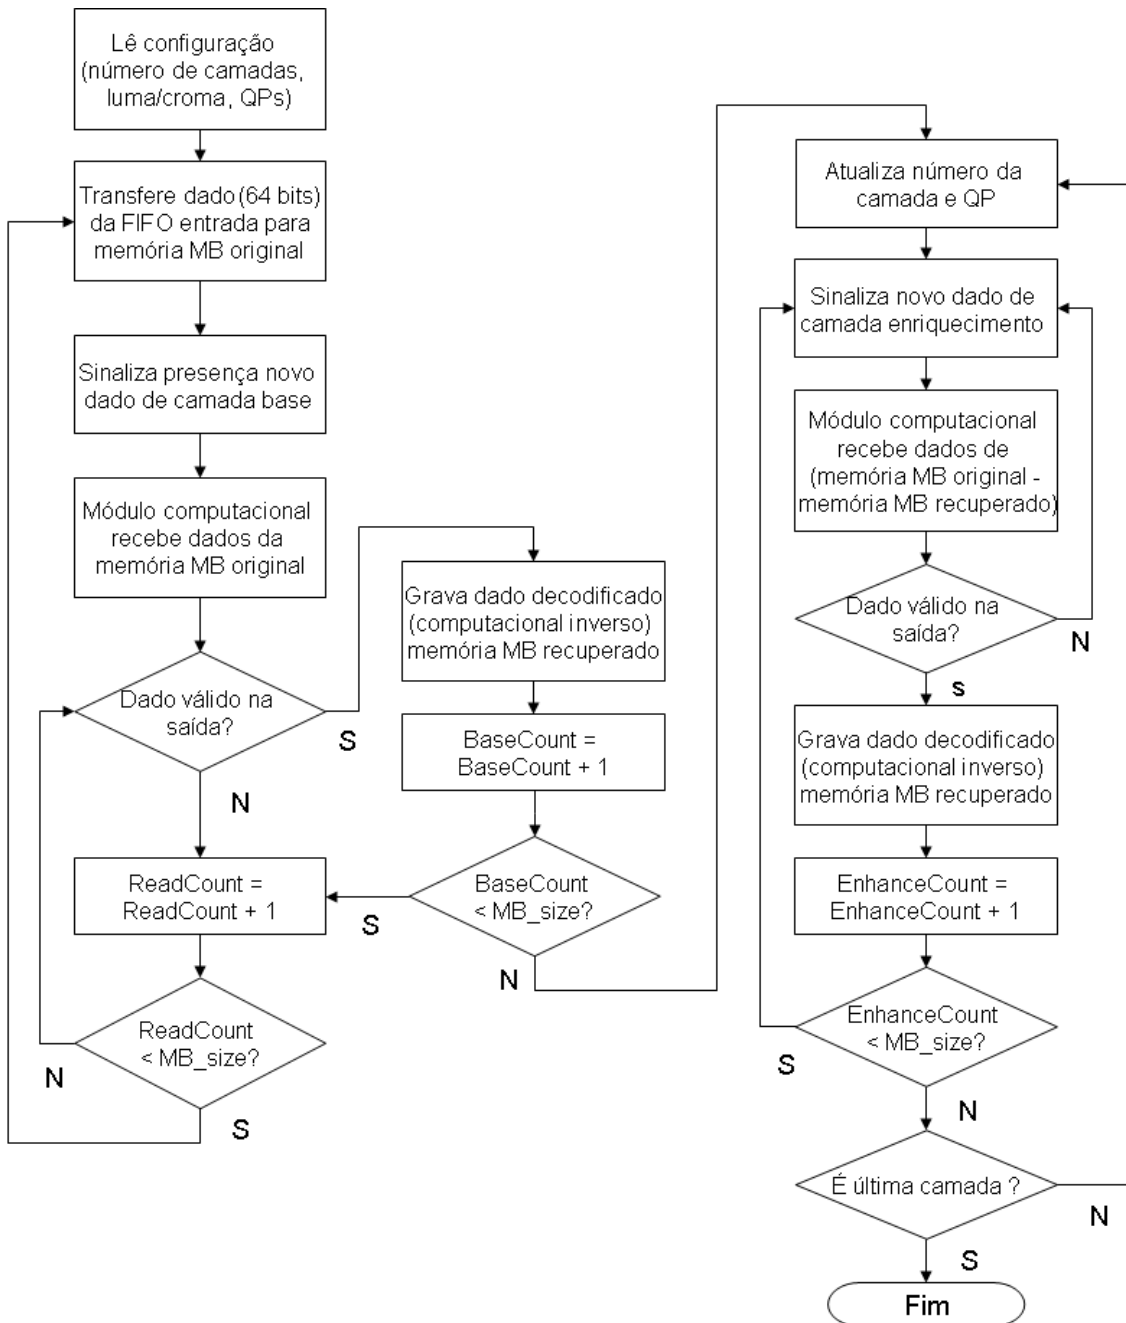 Lê configuração
(número de camadas,
luma/croma, QPs)
Transfere dado (64 bits)
da FIFO entrada para
memória MB original
Sinaliza presença novo
dado de camada base
Módulo computacional
recebe dados da
memória MB original
Dado válido na
saída?
S
N
ReadCount =
ReadCount + 1
ReadCount
< MB_size?
N
S
Grava dado decodificado
(computacional inverso)
memória MB recuperado
BaseCount =
BaseCount + 1
BaseCount
< MB_size?
S
N
Atualiza número da
camada e QP
Sinaliza novo dado de
camada enriquecimento
Módulo computacional
recebe dados de
(memória MB original -
memória MB recuperado)
Dado válido na
saída?
N
s
Grava dado decodificado
(computacional inverso)
memória MB recuperado
EnhanceCount =
EnhanceCount + 1
EnhanceCount
< MB_size?
S
N
É última camada ?
N
S
Fim